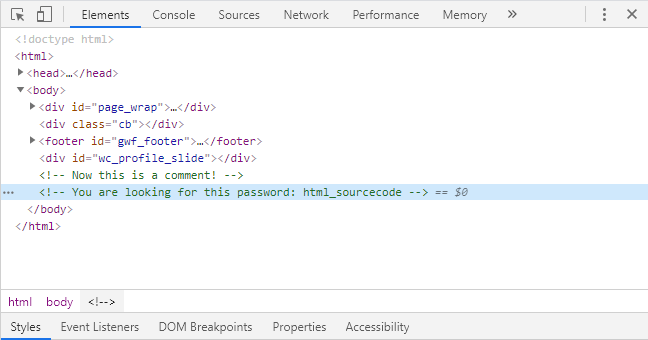 Elements Console Sources Network Performance Memory »
<!doctype html>
<html>
<head>…</head>
<body>
<div id="page_wrap">…</div>
<div class="cb"></div>
<footer id="gwf_footer">…</footer>
<div id="wc_profile_slide"></div>
<!-- Now this is a comment! -->
… <!-- You are looking for this password: html_sourcecode --> == $0
</body>
</html>
html body <!-->
Styles Event Listeners DOM Breakpoints Properties Accessibility